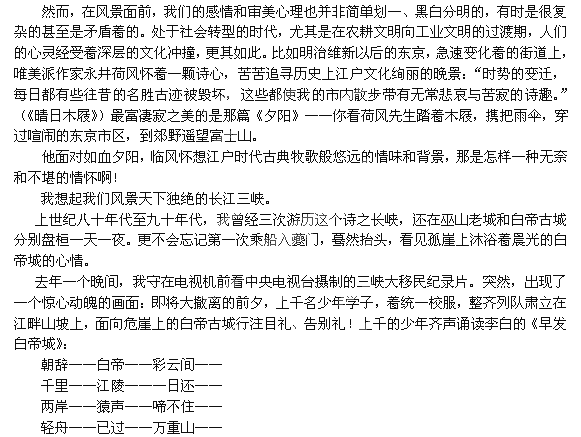 然而，在风景面前，我们的感情和审美心理也并非简单划一、黑白分明的，有时是很复
杂的甚至是矛盾着的。处于社会转型的时代，尤其是在农耕文明向工业文明的过渡期，人们
的心灵经受着深层的文化冲撞，更其如此。比如明治维新以后的东京，急速变化着的街道上，
唯美派作家永井荷风怀着一颗诗心，苦苦追寻历史上江户文化绚丽的晚景：“时势的变迁，
每日都有些往昔的名胜古迹被毁坏，这些都使我的市内散步带有无常悲哀与苦寂的诗趣。”
（《晴日木屐》）最富凄寂之美的是那篇《夕阳》——你看荷风先生踏着木屐，携把雨伞，穿
过喧闹的东京市区，到郊野遥望富士山。
他面对如血夕阳，临风怀想江户时代古典牧歌般悠远的情味和背景，那是怎样一种无奈
和不堪的情怀啊！
我想起我们风景天下独绝的长江三峡。
上世纪八十年代至九十年代，我曾经三次游历这个诗之长峡，还在巫山老城和白帝古城
分别盘桓一天一夜。更不会忘记第一次乘船入夔门，蓦然抬头，看见孤崖上沐浴着晨光的白
帝城的心情。
去年一个晚间，我守在电视机前看中央电视台摄制的三峡大移民纪录片。突然，出现了
一个惊心动魄的画面：即将大撤离的前夕，上千名少年学子，着统一校服，整齐列队肃立在
江畔山坡上，面向危崖上的白帝古城行注目礼、告别礼！上千的少年齐声诵读李白的《早发
白帝城》：
朝辞——白帝——彩云间——
千里——江陵———日还——
两岸——猿声——啼不住——
轻舟——已过——万重山——